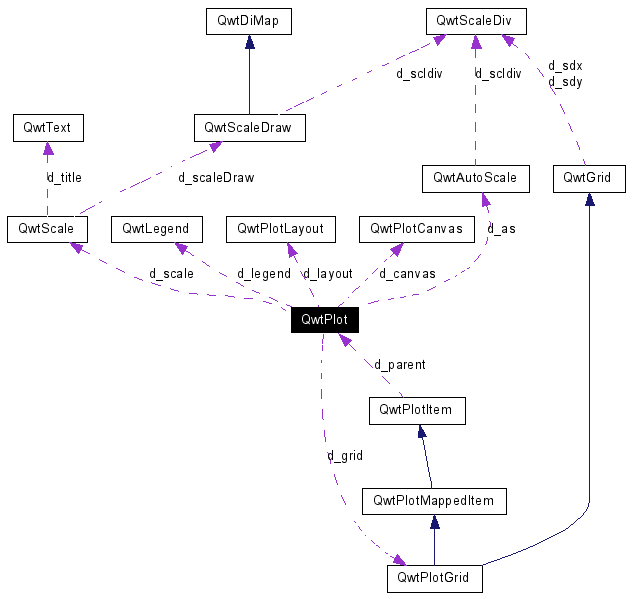 QwtDiMap
QwtScaleDiv
d_sdx
d_sdy
d_scldiv
d_scldiv
QwtText
QwtScaleDraw
d_title
d_scaleDraw
QwtAutoScale
QwtGrid
QwtScale
QwtLegend
QwtPlotLayout
QwtPlotCanvas
d_as
d_scale
d_legend
d_layout
d_canvas
QwtPlot
d_parent
QwtPlotItem
d_grid
QwtPlotMappedItem
QwtPlotGrid